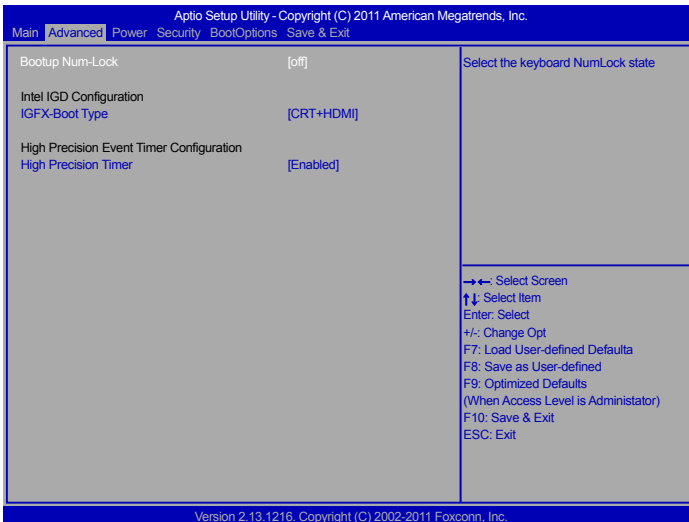 Aptio Setup Utility - Copyright (C) 2011 American Megatrends, Inc.
Main Advanced Power Security BootOptions Save & Exit
Bootup Num-Lock [off]
Select the keyboard NumLock state
Intel IGD Configuration
IGFX-Boot Type [CRT+HDMI]
High Precision Event Timer Configuration
High Precision Timer [Enabled]
→←: Select Screen
↑↓: Select Item
Enter: Select
+/-: Change Opt
F7: Load User-defined Defaulta
F8: Save as User-defined
F9: Optimized Defaults
(When Access Level is Administator)
F10: Save & Exit
ESC: Exit
Version 2.13.1216. Copyright (C) 2002-2011 Foxconn, Inc.